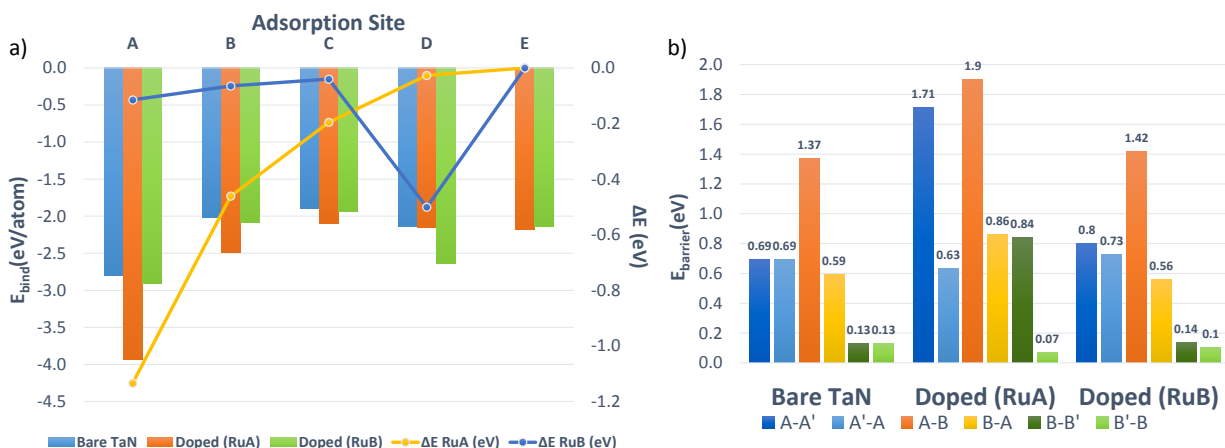 a)
Adsorption Site
A B C D E
0.0
-0.5
-1.0
-1.5
-2.0
-2.5
-3.0
-3.5
-4.0
-4.5
Ebind(eV/atom)
0.0
-0.2
-0.4
-0.6
-0.8
-1.0
-1.2
ΔE (eV)
Bare TaN Doped (RuA) Doped (RuB) ΔE RuA (eV) ΔE RuB (eV)
b)
2.0
1.8
1.6
1.4
1.2
1.0
0.8
0.6
0.4
0.2
0.0
Ebarrier(eV)
0.69 0.69 1.37 0.59 0.13 0.13
1.71 0.63 1.9 0.86 0.84 0.07
0.8 0.73 1.42 0.56 0.14 0.1
Bare TaN Doped (RuA) Doped (RuB)
A-A' A'-A A-B B-A B-B' B'-B